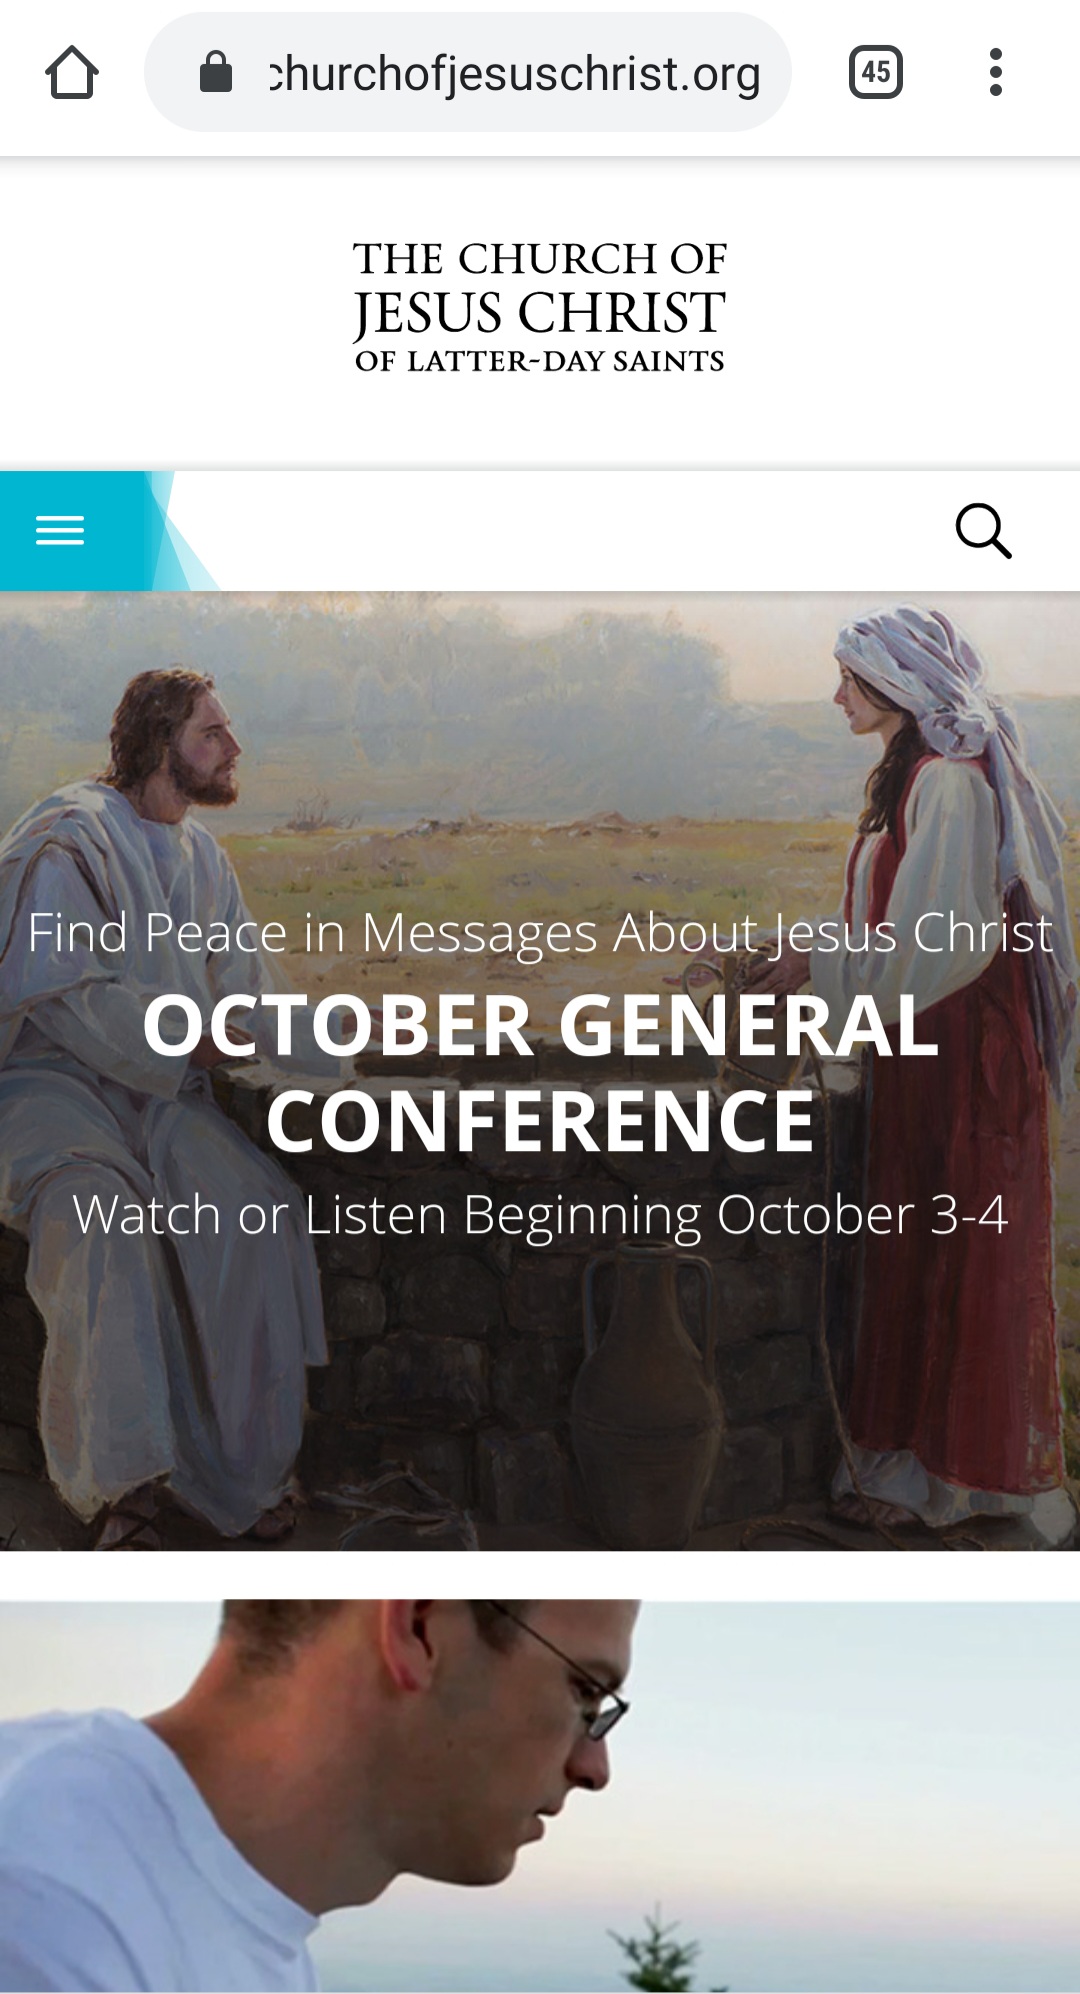 churchofjesuschrist.org
45
THE CHURCH OF
JESUS CHRIST
OF LATTER-DAY SAINTS
Find Peace in Messages About Jesus Christ
OCTOBER GENERAL
CONFERENCE
Watch or Listen Beginning October 3-4